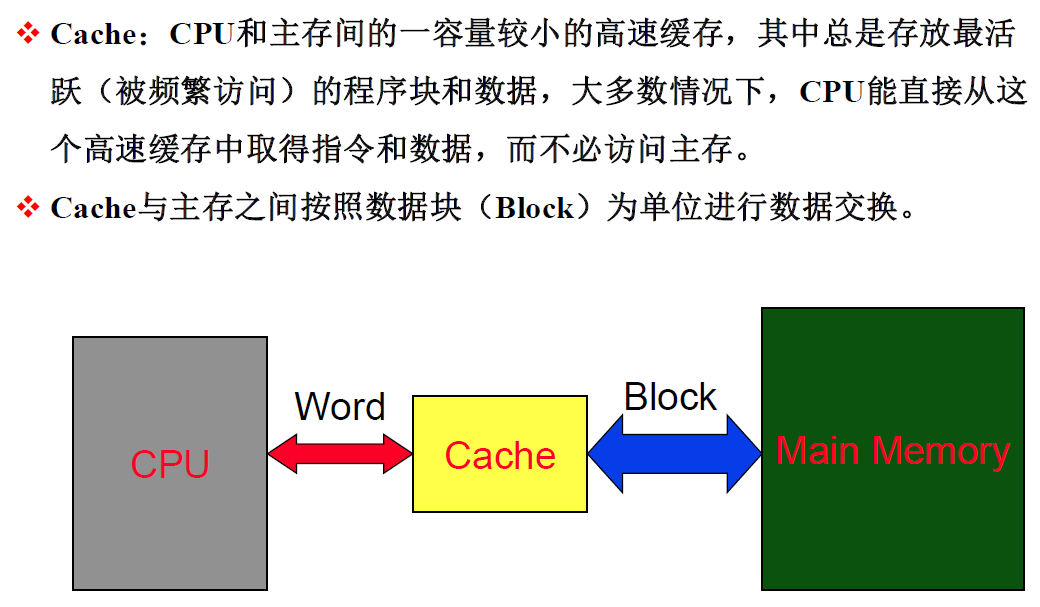 ❖ Cache：CPU和主存间的一容量较小的高速缓存，其中总是存放最活
跃（被频繁访问）的程序块和数据，大多数情况下，CPU能直接从这
个高速缓存中取得指令和数据，而不必访问主存。
❖ Cache与主存之间按照数据块（Block）为单位进行数据交换。
Word
Block
CPU
Cache
Main Memory